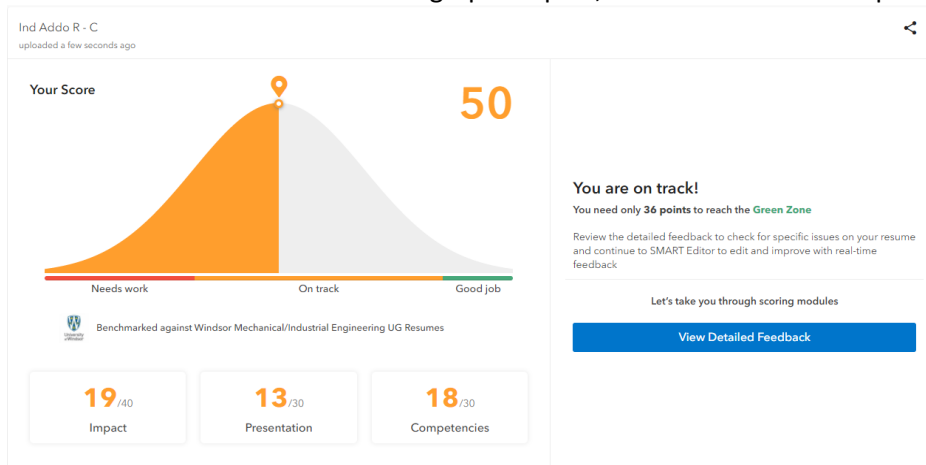 Ind Addo R - C
uploaded a few seconds ago
Your Score
50
Needs work
On track
Good job
Benchmarked against Windsor Mechanical/Industrial Engineering UG Resumes
19/40
Impact
13/30
Presentation
18/30
Competencies
You are on track!
You need only 36 points to reach the Green Zone
Review the detailed feedback to check for specific issues on your resume
and continue to SMART Editor to edit and improve with real-time
feedback
Let's take you through scoring modules
View Detailed Feedback